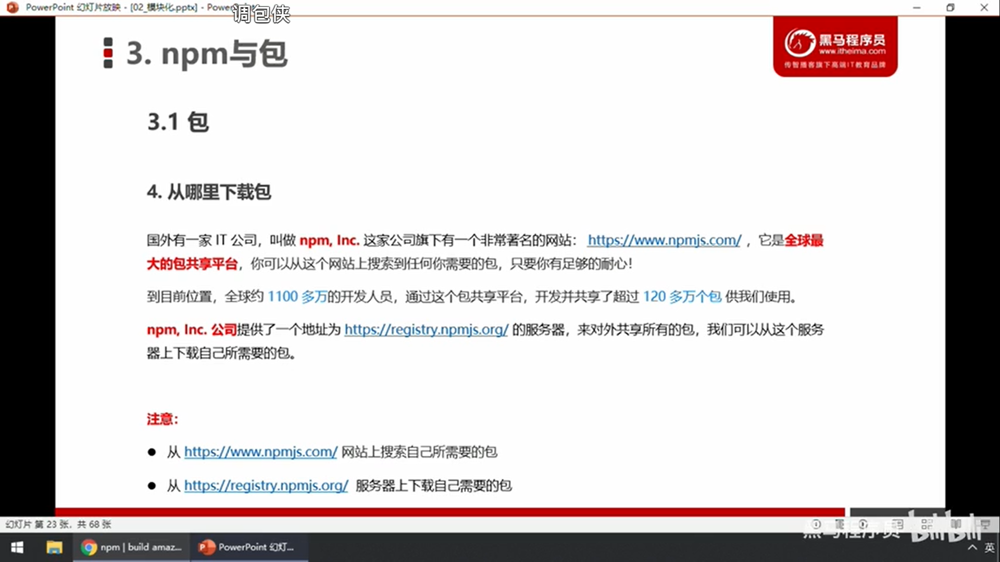 PowerPoint 幻灯片放映 - [02_模块化.pptx] - PowerPoint
调包侠
3. npm与包
黑马程序员
www.itheima.com
传智播客旗下高端IT教育品牌
3.1 包
4. 从哪里下载包
国外有一家 IT 公司，叫做 npm, Inc. 这家公司旗下有一个非常著名的网站： https://www.npmjs.com/ ，它是全球最
大的包共享平台，你可以从这个网站上搜索到任何你需要的包，只要你有足够的耐心！
到目前位置，全球约 1100 多万的开发人员，通过这个包共享平台，开发并共享了超过 120 多万个包 供我们使用。
npm, Inc. 公司提供了一个地址为 https://registry.npmjs.org/ 的服务器，来对外共享所有的包，我们可以从这个服务
器上下载自己所需要的包。
注意：
● 从 https://www.npmjs.com/ 网站上搜索自己所需要的包
● 从 https://registry.npmjs.org/ 服务器上下载自己需要的包
幻灯片 第 23 张，共 68 张
黑马程序员 bilibili
npm | build amaz...
PowerPoint 幻灯...
英